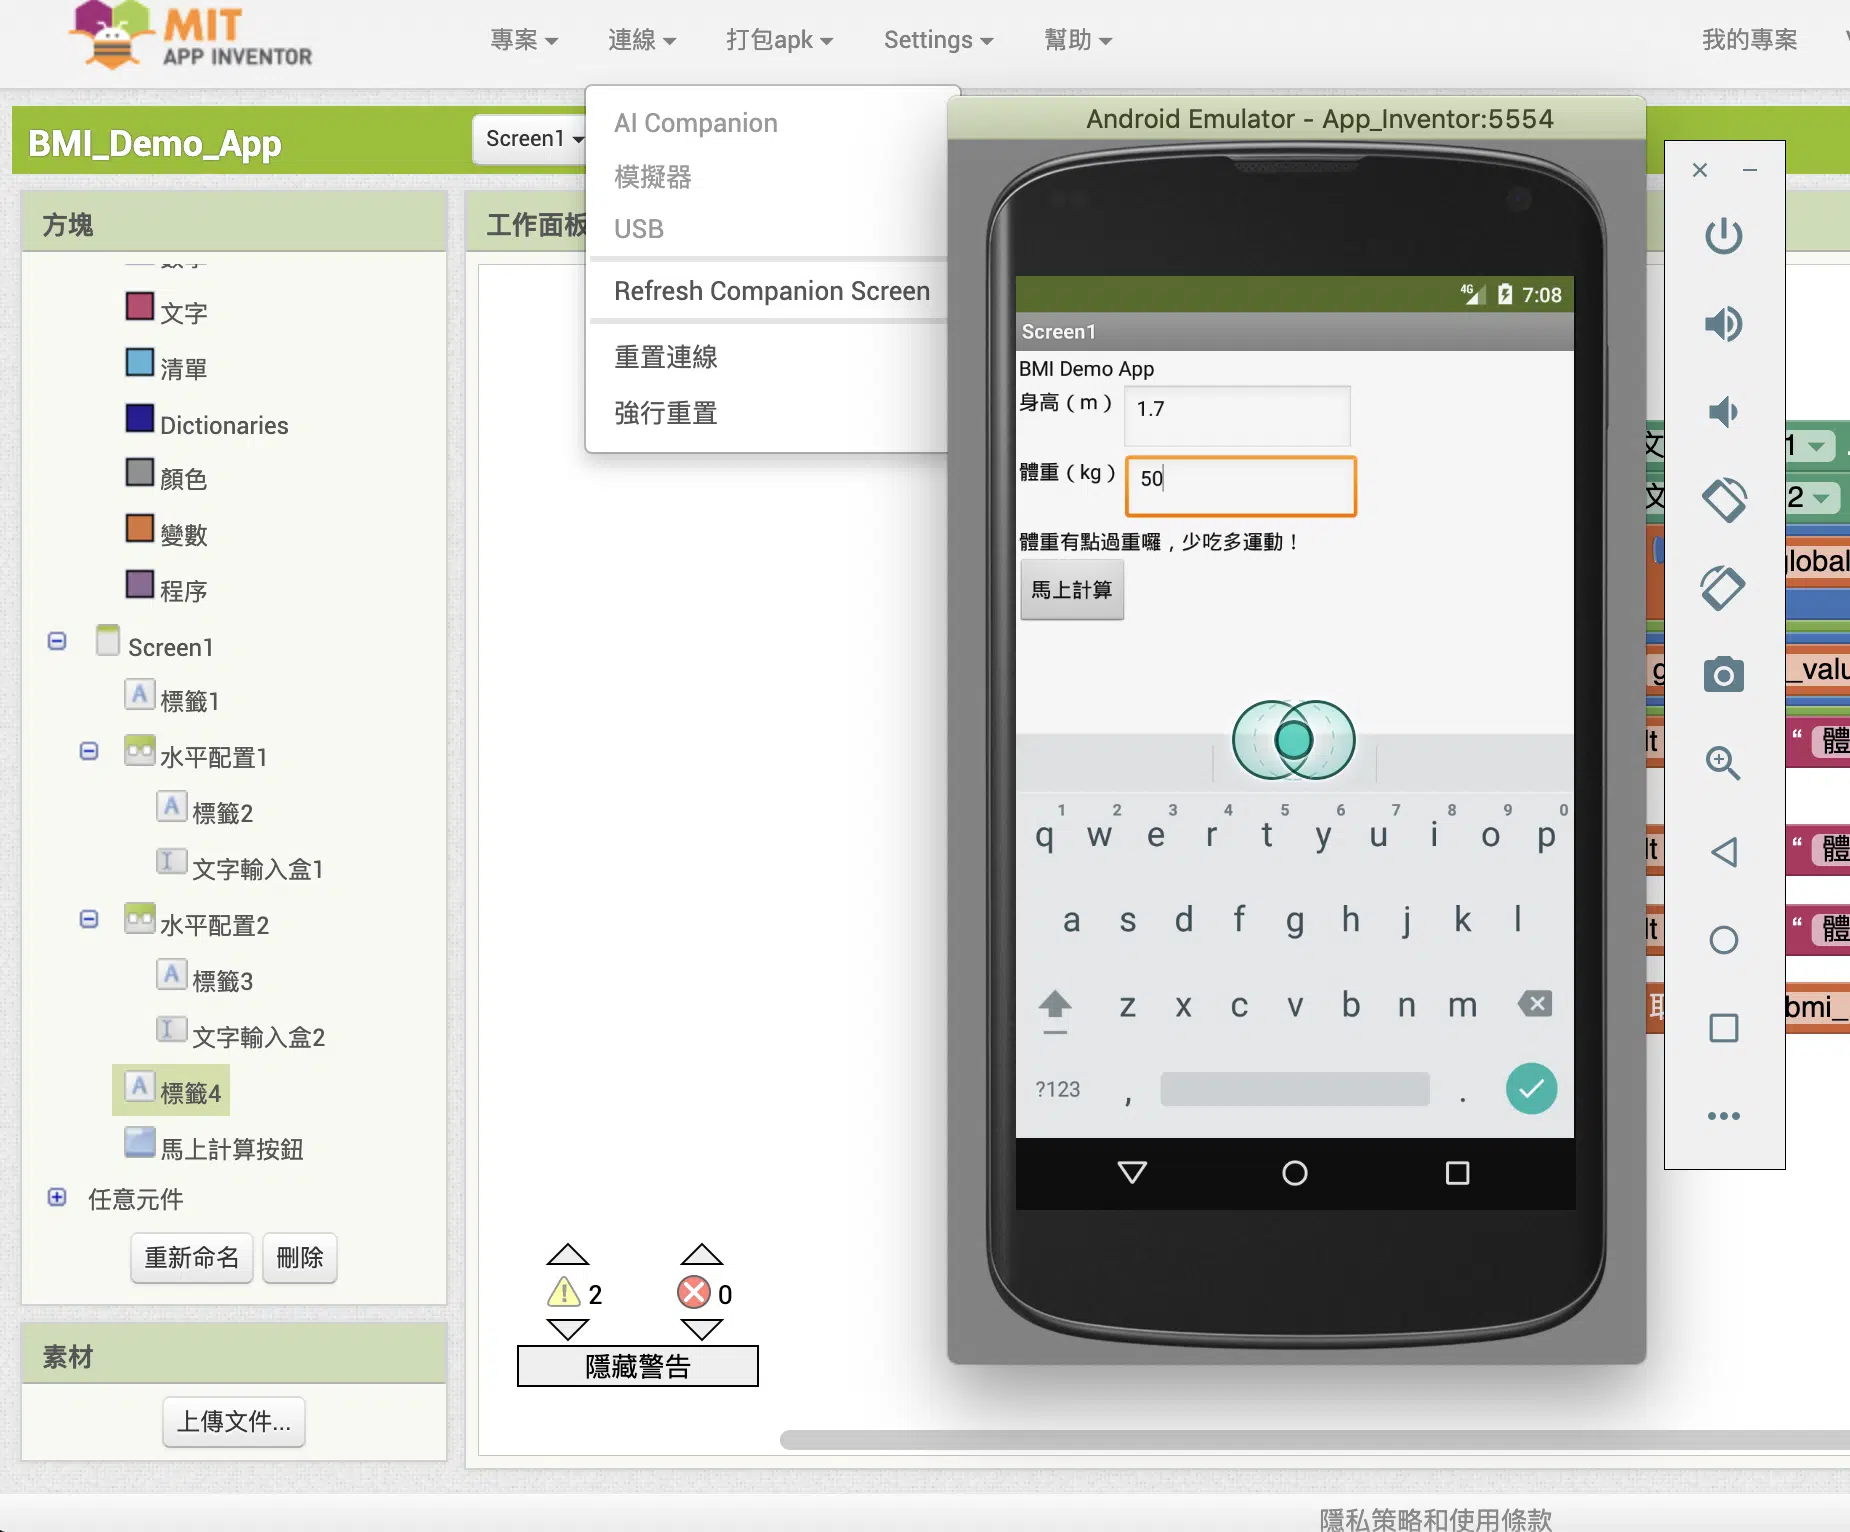 MIT
APP INVENTOR
專案
連線
打包apk
Settings
幫助
我的專案
BMI_Demo_App
Screen1
AI Companion
模擬器
USB
Refresh Companion Screen
重置連線
強行重置
方塊
文字
清單
Dictionaries
顏色
變數
程序
Screen1
標籤1
水平配置1
標籤2
文字輸入盒1
水平配置2
標籤3
文字輸入盒2
標籤4
馬上計算按鈕
任意元件
重新命名 刪除
素材
上傳文件...
工作面板
2 0
隱藏警告
Android Emulator - App_Inventor:5554
4G 7:08
Screen1
BMI Demo App
身高（m） 1.7
體重（kg） 50
體重有點過重囉，少吃多運動！
馬上計算
1 2 3 4 5 6 7 8 9 0
q w e r t y u i o p
a s d f g h j k l
z x c v b n m
?123 , .
文 1
文 2
global
g _valu
lt “ 體
lt “ 體
lt “ 體
bmi_
隱私策略和使用條款